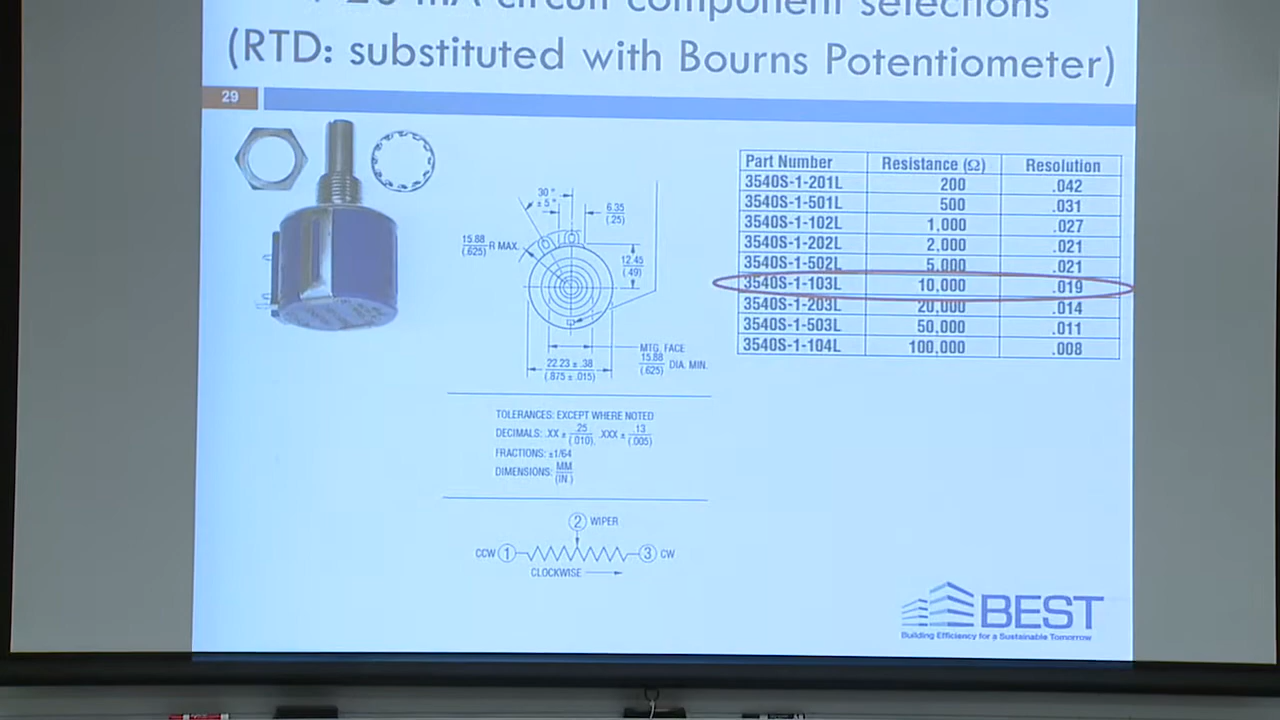 4-20 mA circuit component selections
(RTD: substituted with Bourns Potentiometer)
29
30°
± 5°
6.35
(.25)
15.88
(.625) R MAX.
12.45
(.49)
MTG. FACE
15.88
(.625) DIA. MIN.
22.23 ± .38
(.875 ± .015)
TOLERANCES: EXCEPT WHERE NOTED
DECIMALS: .XX ± .25 (.010) .XXX ± .13 (.005)
FRACTIONS: ±1/64
DIMENSIONS: MM
(IN.)
2 WIPER
CCW 1 3 CW
CLOCKWISE
Part Number Resistance (Ω) Resolution
3540S-1-201L 200 .042
3540S-1-501L 500 .031
3540S-1-102L 1,000 .027
3540S-1-202L 2,000 .021
3540S-1-502L 5,000 .021
3540S-1-103L 10,000 .019
3540S-1-203L 20,000 .014
3540S-1-503L 50,000 .011
3540S-1-104L 100,000 .008
BEST
Building Efficiency for a Sustainable Tomorrow